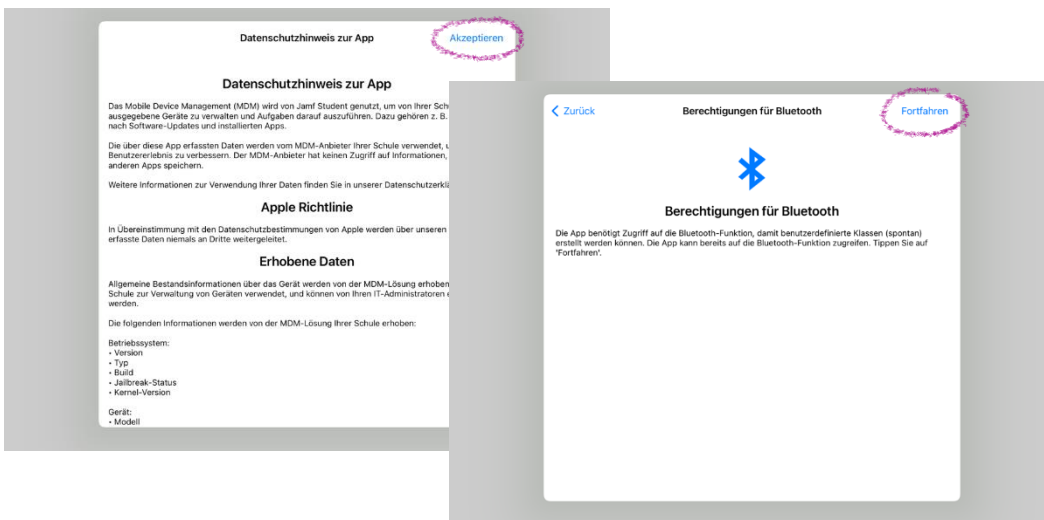 Datenschutzhinweis zur App
Akzeptieren
Datenschutzhinweis zur App
Das Mobile Device Management (MDM) wird von Jamf Student genutzt, um von Ihrer
ausgegebene Geräte zu verwalten und Aufgaben darauf auszuführen. Dazu gehören z. B.
nach Software-Updates und installierten Apps.
Die über diese App erfassten Daten werden vom MDM-Anbieter Ihrer Schule verwendet,
Benutzererlebnis zu verbessern. Der MDM-Anbieter hat keinen Zugriff auf Informationen,
anderen Apps speichern.
Weitere Informationen zur Verwendung Ihrer Daten finden Sie in unserer
Apple Richtlinie
In Übereinstimmung mit den Datenschutzbestimmungen von Apple werden über unseren
erfasste Daten niemals an Dritte weitergeleitet.
Erhobene Daten
Allgemeine Bestandsinformationen über das Gerät werden von der MDM-Lösung
Schule zur Verwaltung von Geräten verwendet, und können von Ihren IT-Administratoren
werden.
Die folgenden Informationen werden von der MDM-Lösung Ihrer Schule erhoben:
Betriebssystem:
• Version
• Typ
• Build
• Jailbreak-Status
• Kernel-Version
Gerät:
• Modell
Zurück
Berechtigungen für Bluetooth
Fortfahren
Berechtigungen für Bluetooth
Die App benötigt Zugriff auf die Bluetooth-Funktion, damit benutzerdefinierte Klassen (spontan)
erstellt werden können. Die App kann bereits auf die Bluetooth-Funktion zugreifen. Tippen Sie auf
'Fortfahren'.